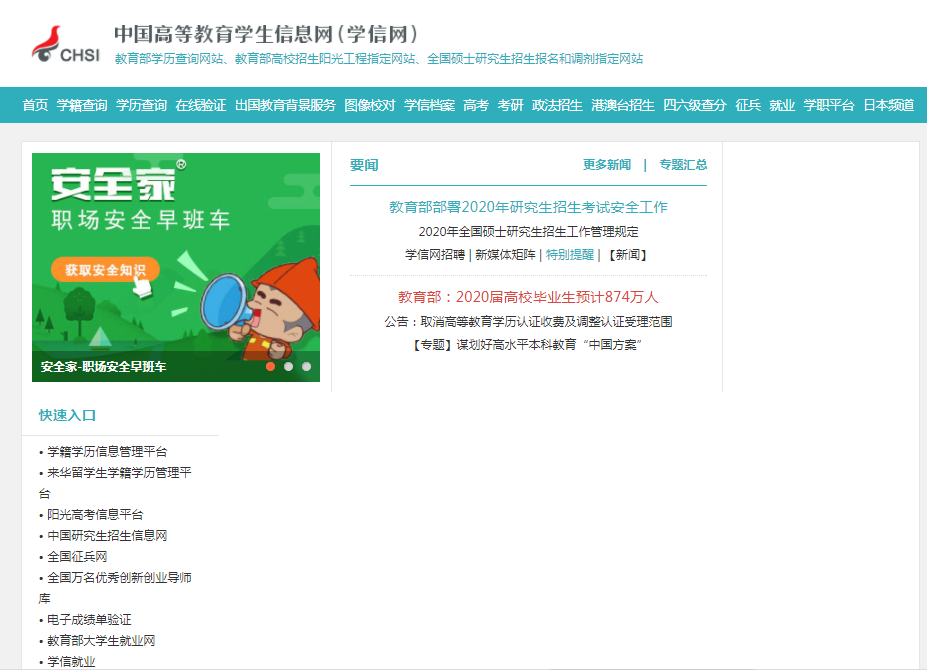 CHSI
中国高等教育学生信息网(学信网)
教育部学历查询网站、教育部高校招生阳光工程指定网站、全国硕士研究生招生报名和调剂指定网站
首页 学籍查询 学历查询 在线验证 出国教育背景服务 图像校对 学信档案 高考 考研 政法招生 港澳台招生 四六级查分 征兵 就业 学职平台 日本频道
安全家®
职场安全早班车
获取安全知识
安全家-职场安全早班车
要闻 更多新闻 | 专题汇总
教育部部署2020年研究生招生考试安全工作
2020年全国硕士研究生招生工作管理规定
学信网招聘 | 新媒体矩阵 | 特别提醒 | 【新闻】
教育部：2020届高校毕业生预计874万人
公告：取消高等教育学历认证收费及调整认证受理范围
【专题】谋划好高水平本科教育“中国方案”
快速入口
• 学籍学历信息管理平台
• 来华留学生学籍学历管理平
台
• 阳光高考信息平台
• 中国研究生招生信息网
• 全国征兵网
• 全国万名优秀创新创业导师
库
• 电子成绩单验证
• 教育部大学生就业网
• 学信就业